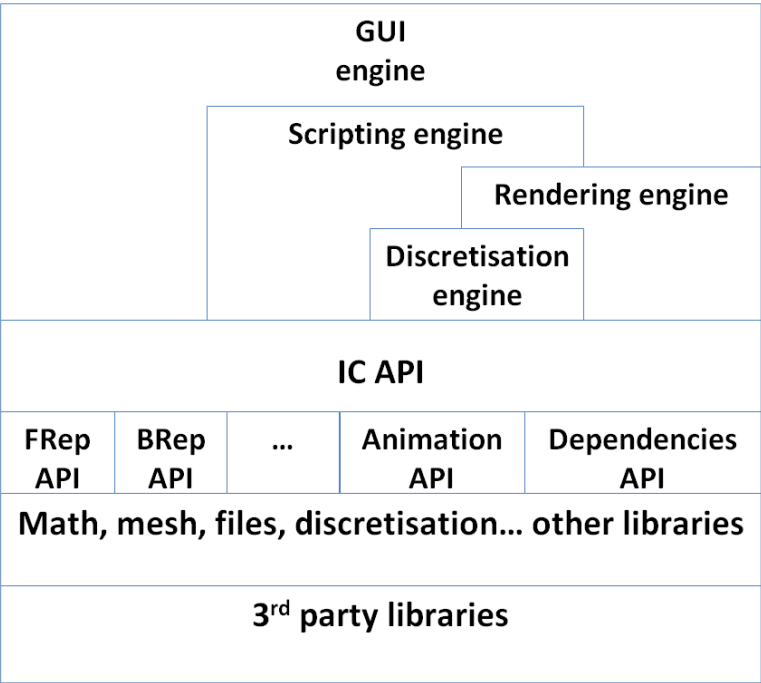 GUI
engine
Scripting engine
Rendering engine
Discretisation
engine
IC API
FRep
API
BRep
API
...
Animation
API
Dependencies
API
Math, mesh, files, discretisation... other libraries
3rd party libraries